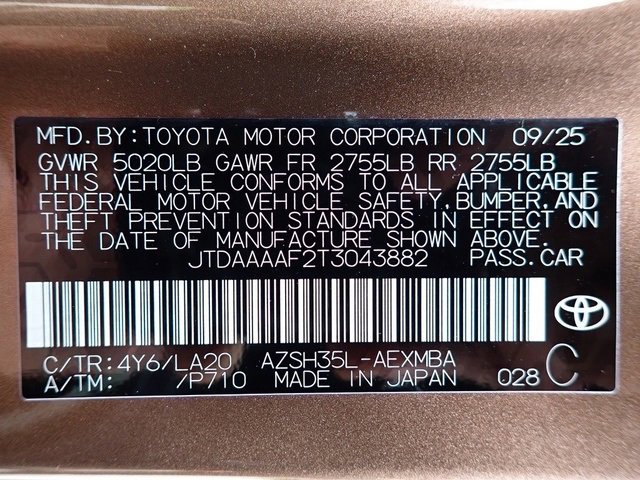 MFD. BY: TOYOTA MOTOR CORPORATION 09/25
GVWR 5020LB GAWR FR 2755LB RR 2755LB
THIS VEHICLE CONFORMS TO ALL APPLICABLE
FEDERAL MOTOR VEHICLE SAFETY, BUMPER, AND
THEFT PREVENTION STANDARDS IN EFFECT ON
THE DATE OF MANUFACTURE SHOWN ABOVE.
JTDAAAAF2T3043882 PASS. CAR
C/TR: 4Y6/LA20 AZSH35L-AEXMBA
A/TM: /P710 MADE IN JAPAN 028 C